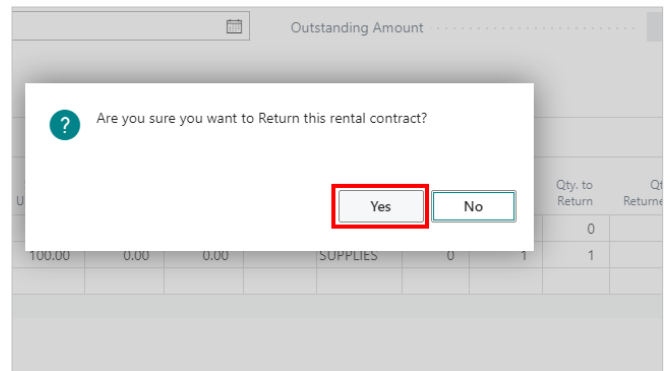 Outstanding Amount
?
Are you sure you want to Return this rental contract?
Yes No
Qty. to
Return
0
100.00 0.00 0.00 SUPPLIES 0 1 1